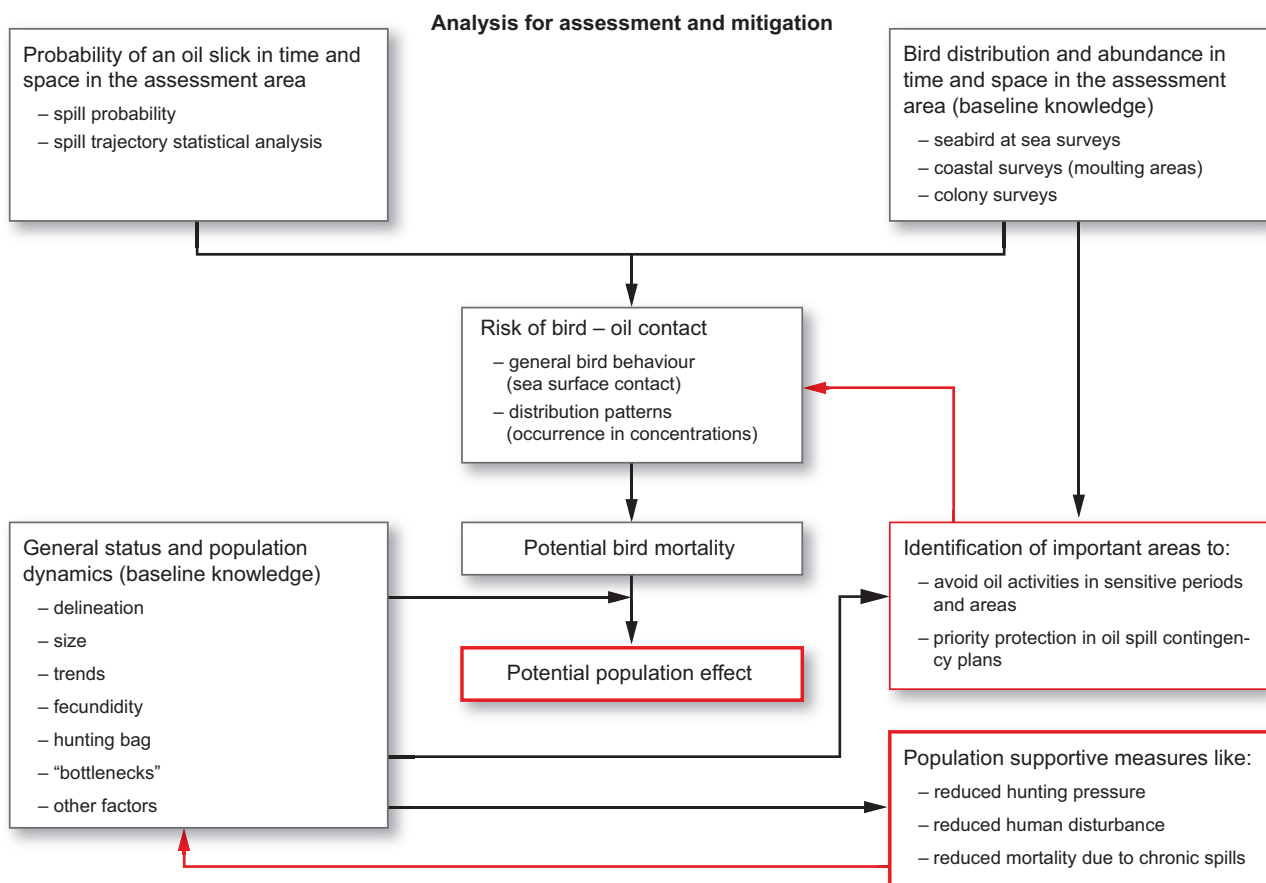 Analysis for assessment and mitigation
Probability of an oil slick in time and
space in the assessment area
– spill probability
– spill trajectory statistical analysis
Bird distribution and abundance in
time and space in the assessment
area (baseline knowledge)
– seabird at sea surveys
– coastal surveys (moulting areas)
– colony surveys
Risk of bird – oil contact
– general bird behaviour
(sea surface contact)
– distribution patterns
(occurrence in concentrations)
General status and population
dynamics (baseline knowledge)
– delineation
– size
– trends
– fecundidity
– hunting bag
– “bottlenecks”
– other factors
Potential bird mortality
Potential population effect
Identification of important areas to:
– avoid oil activities in sensitive periods
and areas
– priority protection in oil spill contingen-
cy plans
Population supportive measures like:
– reduced hunting pressure
– reduced human disturbance
– reduced mortality due to chronic spills